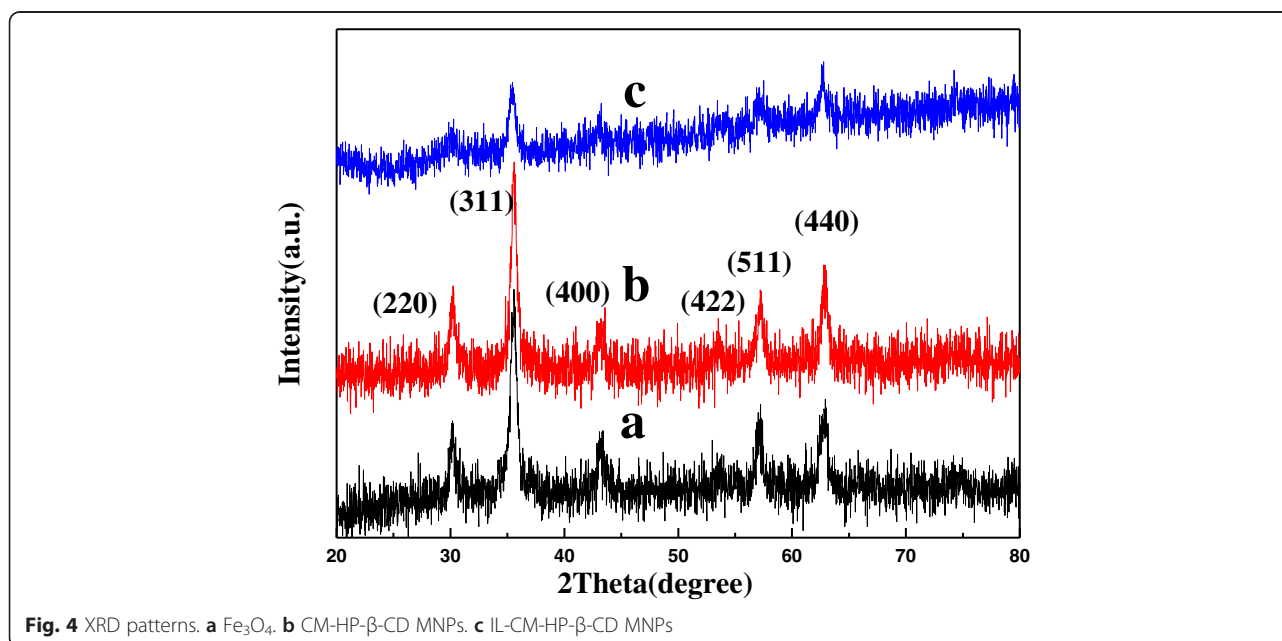 c
(311)
(440)
(511)
b
(220)
(400)
(422)
a
Intensity(a.u.)
20 30 40 50 60 70 80
2Theta(degree)
Fig. 4 XRD patterns. a Fe₃O₄. b CM-HP-β-CD MNPs. c IL-CM-HP-β-CD MNPs